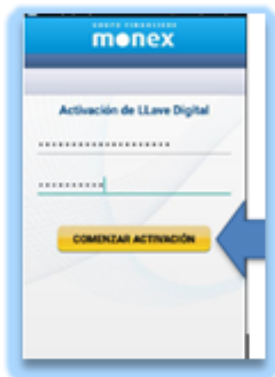 GRUPO FINANCIERO
monex
Activación de LLave Digital
COMENZAR ACTIVACIÓN